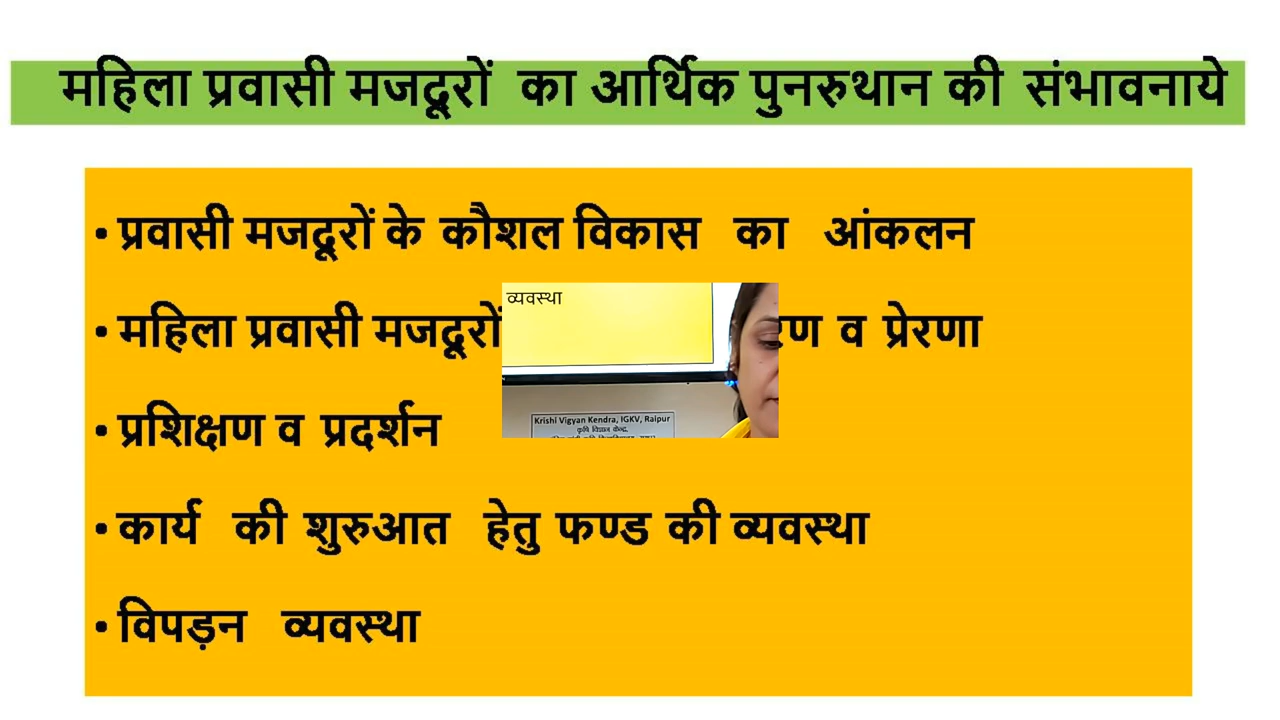 महिला प्रवासी मजदूरों का आर्थिक पुनरुथान की संभावनाये
• प्रवासी मजदूरों के कौशल विकास का आंकलन
• महिला प्रवासी मजदूरों व प्रेरणा
व्यवस्था
Krishi Vigyan Kendra, IGKV, Raipur
कृषि विज्ञान केन्द्र,
• प्रशिक्षण व प्रदर्शन
• कार्य की शुरुआत हेतु फण्ड की व्यवस्था
• विपड़न व्यवस्था